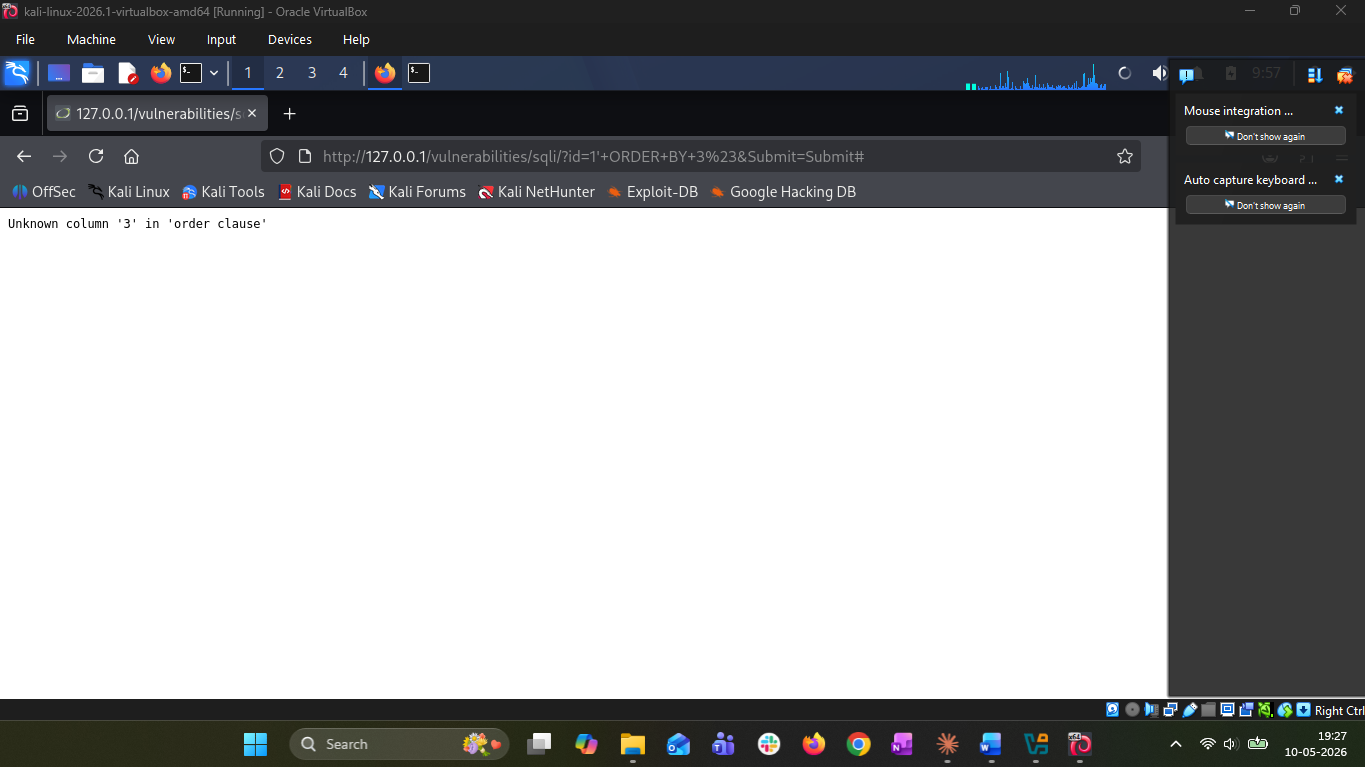 kali-linux-2026.1-virtualbox-amd64 [Running] - Oracle VirtualBox
File Machine View Input Devices Help
1 2 3 4 9:57
127.0.0.1/vulnerabilities/s
http://127.0.0.1/vulnerabilities/sqli/?id=1'+ORDER+BY+3%23&Submit=Submit#
OffSec Kali Linux Kali Tools Kali Docs Kali Forums Kali NetHunter Exploit-DB Google Hacking DB
Mouse integration ...
Don't show again
Auto capture keyboard ...
Don't show again
Unknown column '3' in 'order clause'
Right Ctrl
Search
19:27
10-05-2026